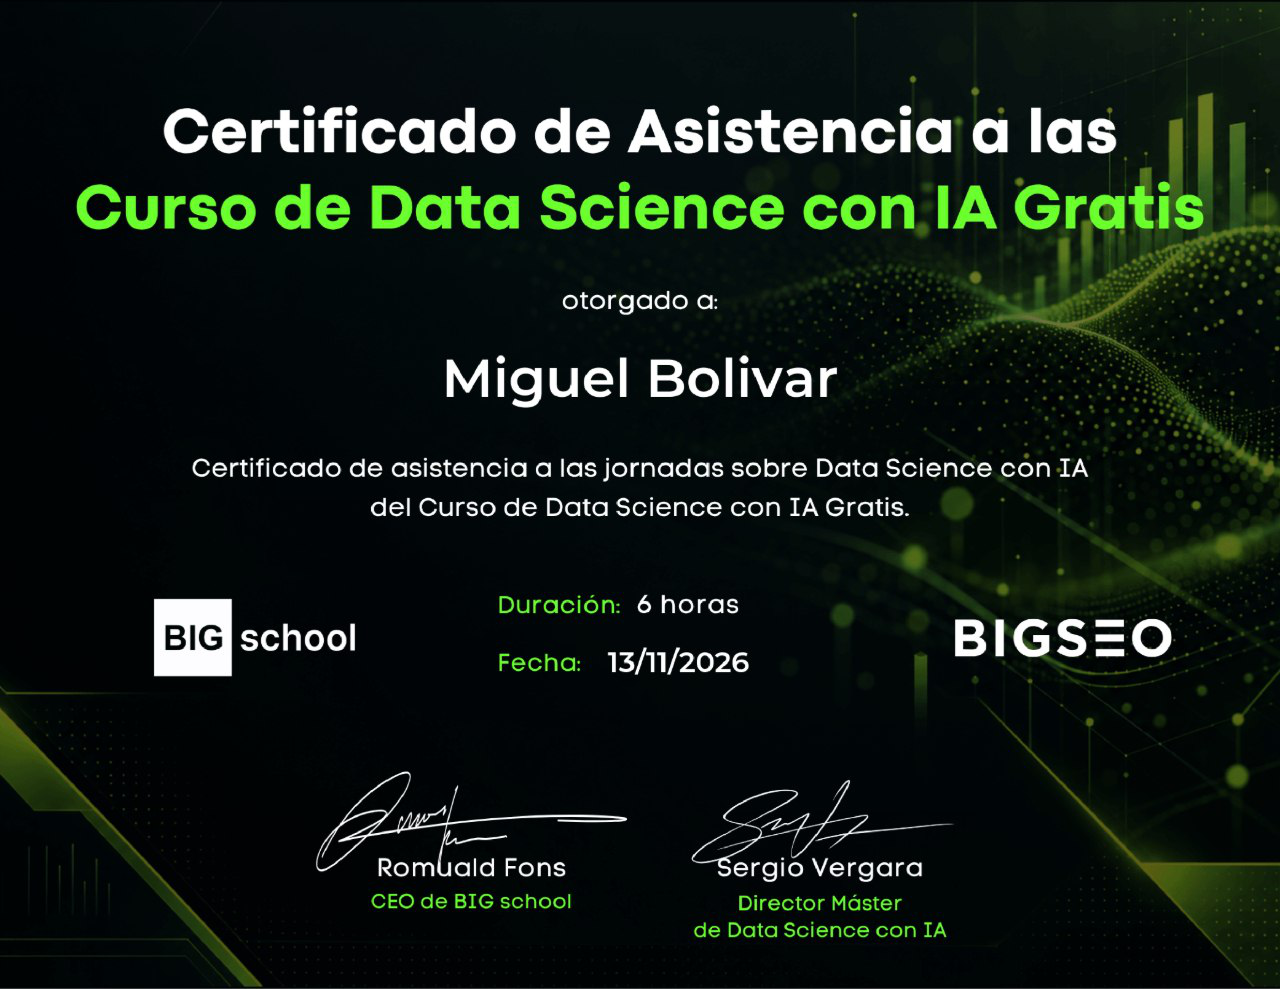 Certificado de Asistencia a las
Curso de Data Science con IA Gratis
otorgado a:
Miguel Bolivar
Certificado de asistencia a las jornadas sobre Data Science con IA
del Curso de Data Science con IA Gratis.
BIG school
Duración: 6 horas
Fecha: 13/11/2026
BIGSEO
Romuald Fons
CEO de BIG school
Sergio Vergara
Director Máster
de Data Science con IA